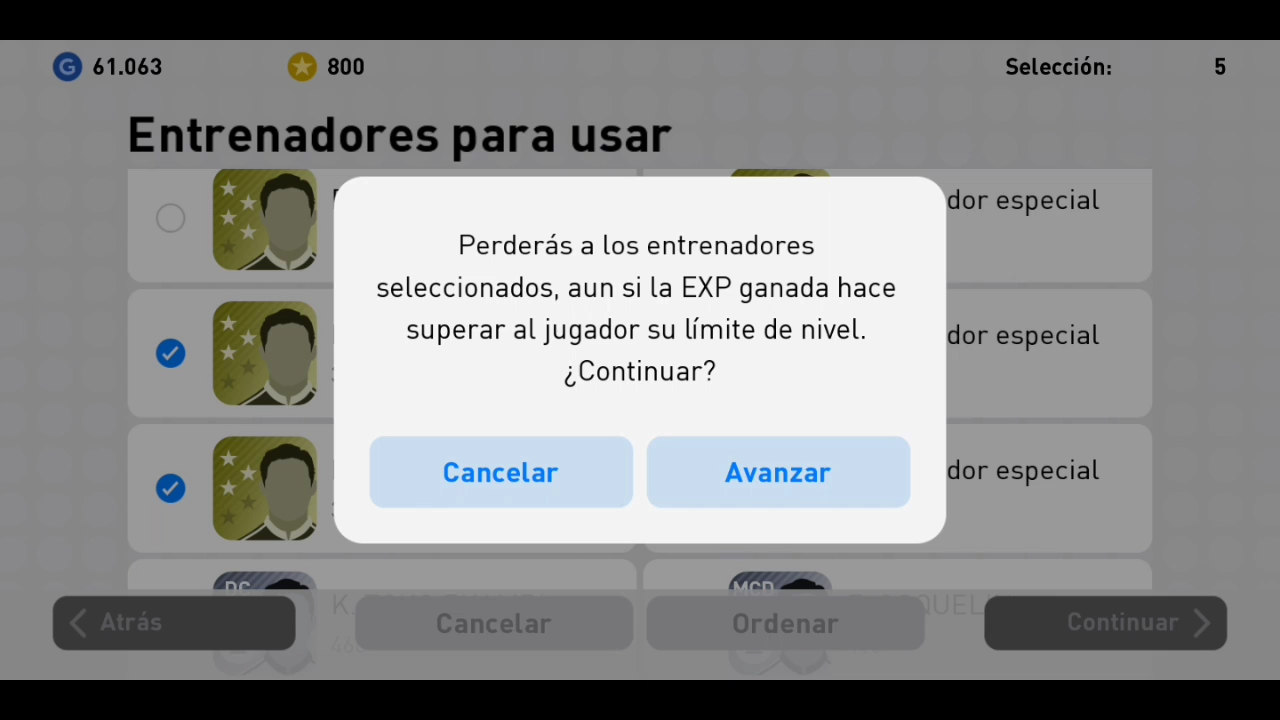 61.063 800 Selección: 5
Entrenadores para usar
dor especial
Perderás a los entrenadores
seleccionados, aun si la EXP ganada hace
superar al jugador su límite de nivel.
¿Continuar?
dor especial
Cancelar Avanzar
dor especial
MCD
Atrás Cancelar Ordenar Continuar